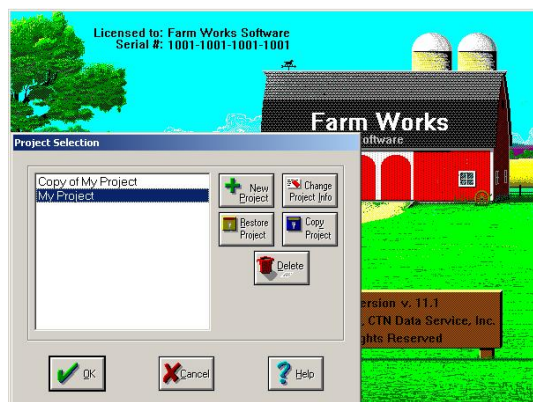 Licensed to: Farm Works Software
Serial #: 1001-1001-1001-1001
Farm Works
oftware
Project Selection
Copy of My Project
My Project
New Project
Change Project Info
Restore Project
Copy Project
Delete
ersion v. 11.1
, CTN Data Service, Inc.
ghts Reserved
OK
Cancel
Help